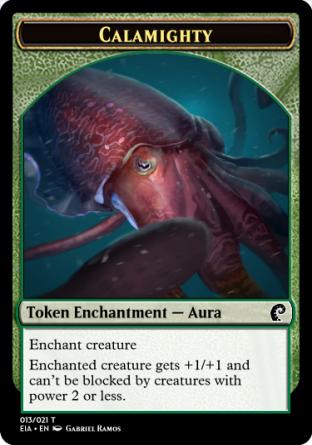 Calamighty
Token Enchantment — Aura
Enchant creature
Enchanted creature gets +1/+1 and
can't be blocked by creatures with
power 2 or less.
013/021 T
EIA • EN Gabriel Ramos